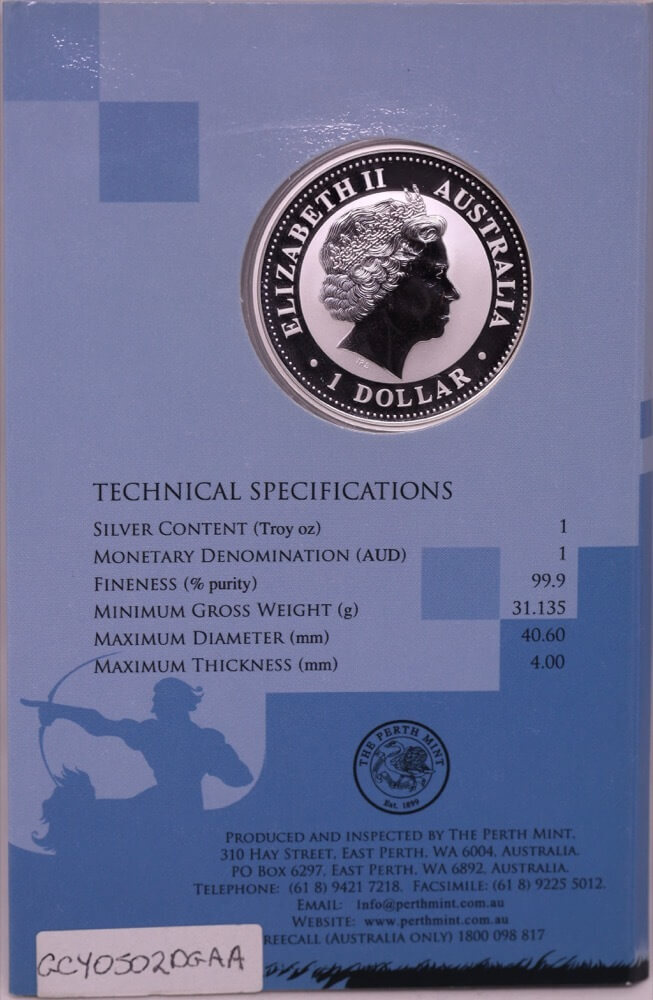 ELIZABETH II AUSTRALIA
• 1 DOLLAR •
TECHNICAL SPECIFICATIONS
SILVER CONTENT (Troy oz) 1
MONETARY DENOMINATION (AUD) 1
FINENESS (% purity) 99.9
MINIMUM GROSS WEIGHT (g) 31.135
MAXIMUM DIAMETER (mm) 40.60
MAXIMUM THICKNESS (mm) 4.00
THE PERTH MINT
Est. 1899
PRODUCED AND INSPECTED BY THE PERTH MINT.
310 HAY STREET, EAST PERTH, WA 6004, AUSTRALIA.
PO BOX 6297, EAST PERTH, WA 6892, AUSTRALIA.
TELEPHONE: (61 8) 9421 7218. FACSIMILE: (61 8) 9225 5012.
EMAIL: Info@perthmint.com.au
WEBSITE: www.perthmint.com.au
REECALL (AUSTRALIA ONLY) 1800 098 817
GCY0502DGAA